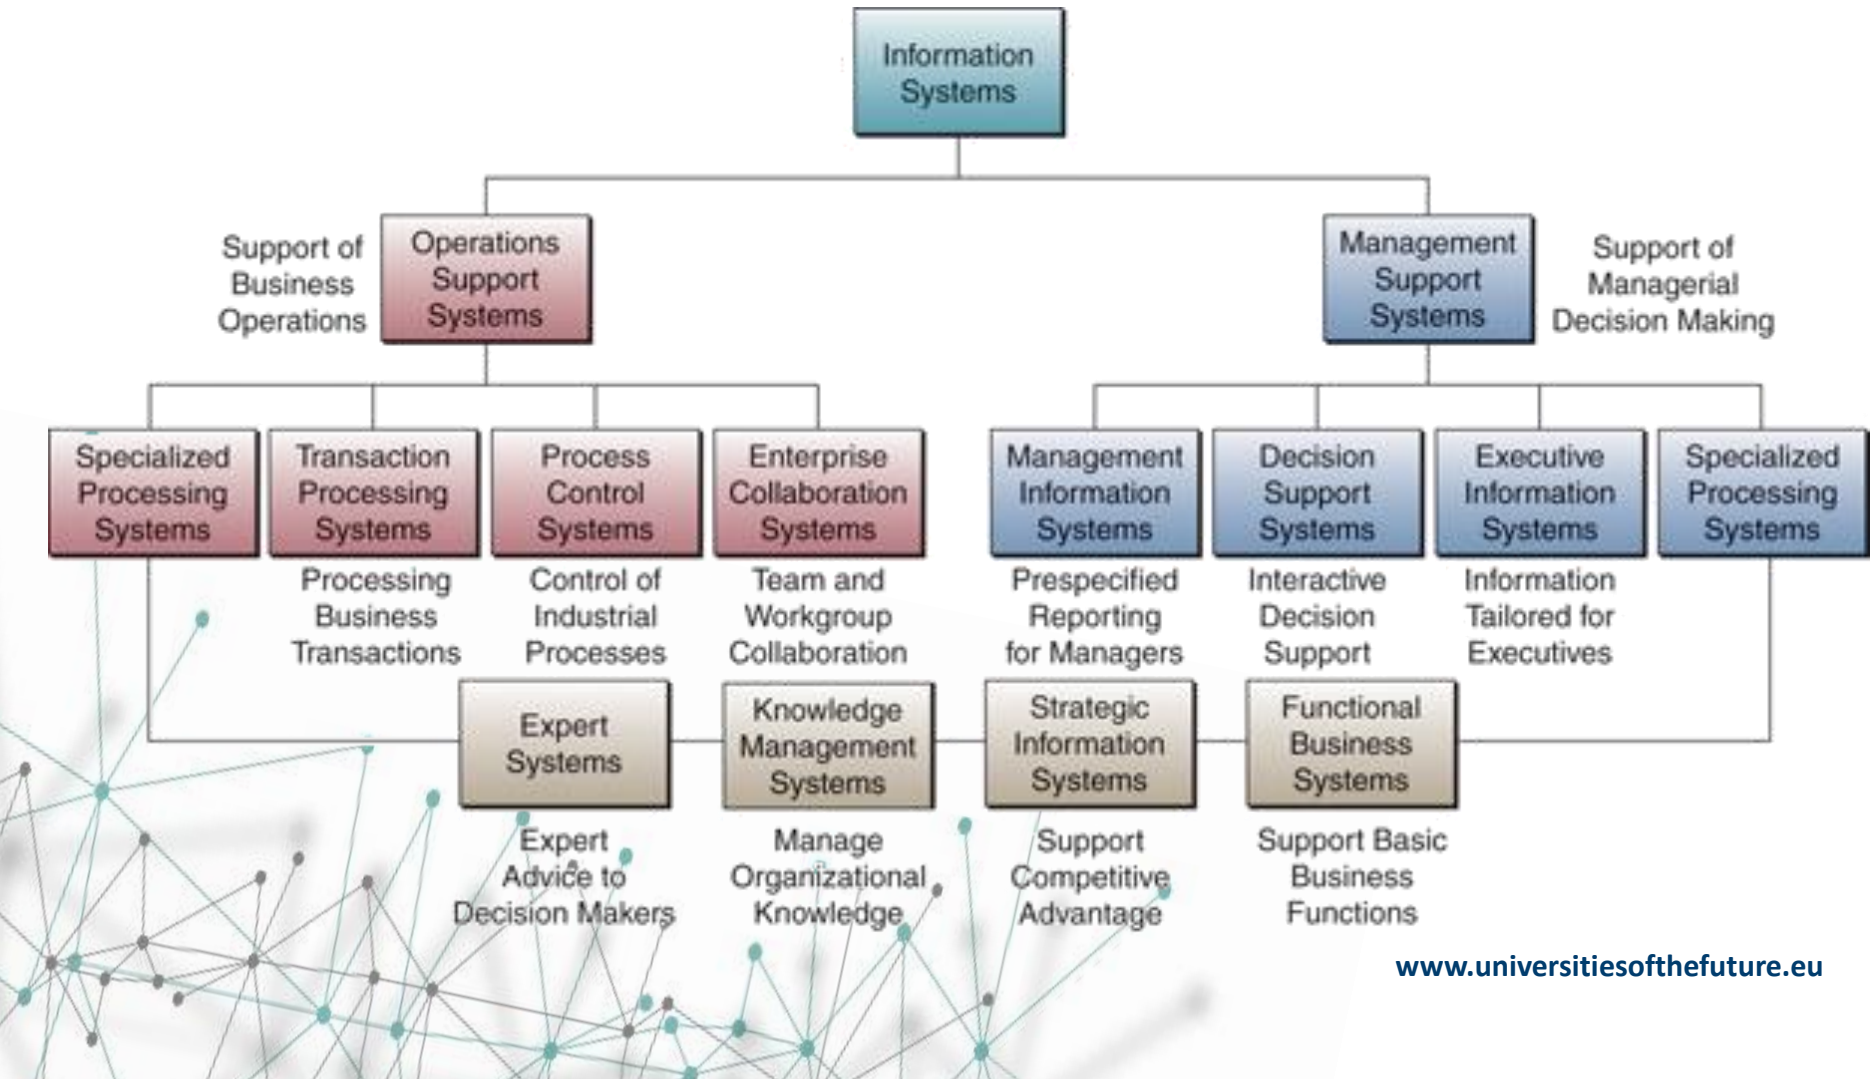 Information
Systems
Support of
Business
Operations
Operations
Support
Systems
Management
Support
Systems
Support of
Managerial
Decision Making
Specialized
Processing
Systems
Transaction
Processing
Systems
Process
Control
Systems
Enterprise
Collaboration
Systems
Management
Information
Systems
Decision
Support
Systems
Executive
Information
Systems
Specialized
Processing
Systems
Processing
Business
Transactions
Control of
Industrial
Processes
Team and
Workgroup
Collaboration
Prespecified
Reporting
for Managers
Interactive
Decision
Support
Information
Tailored for
Executives
Expert
Systems
Knowledge
Management
Systems
Strategic
Information
Systems
Functional
Business
Systems
Expert
Advice to
Decision Makers
Manage
Organizational
Knowledge
Support
Competitive
Advantage
Support Basic
Business
Functions
www.universitiesofthefuture.eu